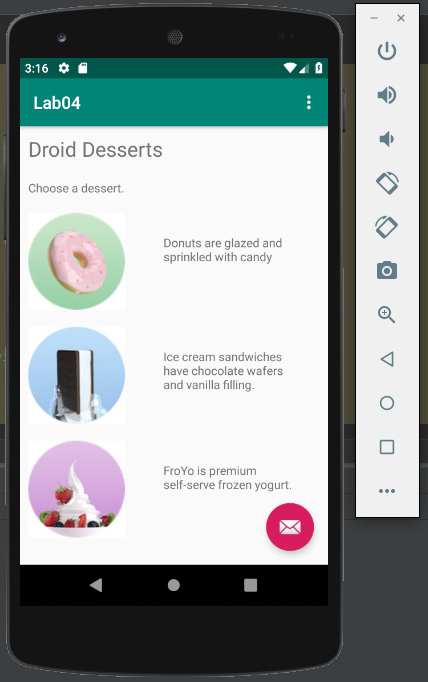 3:16
Lab04
Droid Desserts
Choose a dessert.
Donuts are glazed and
sprinkled with candy
Ice cream sandwiches
have chocolate wafers
and vanilla filling.
FroYo is premium
self-serve frozen yogurt.